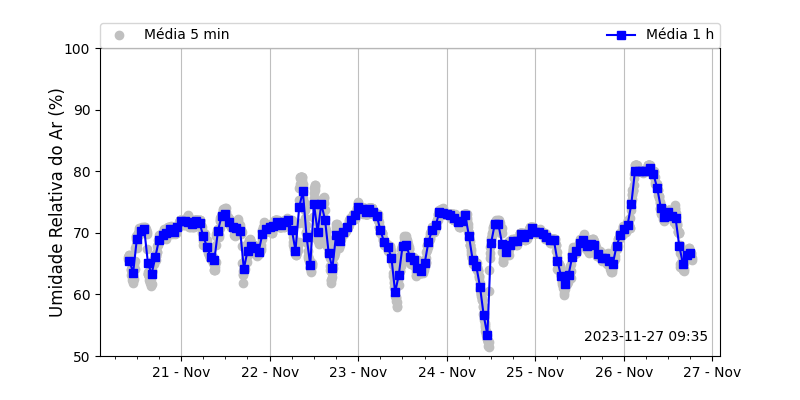 Média 5 min
Média 1 h
100
90
80
70
60
50
Umidade Relativa do Ar (%)
2023-11-27 09:35
21 - Nov
22 - Nov
23 - Nov
24 - Nov
25 - Nov
26 - Nov
27 - Nov